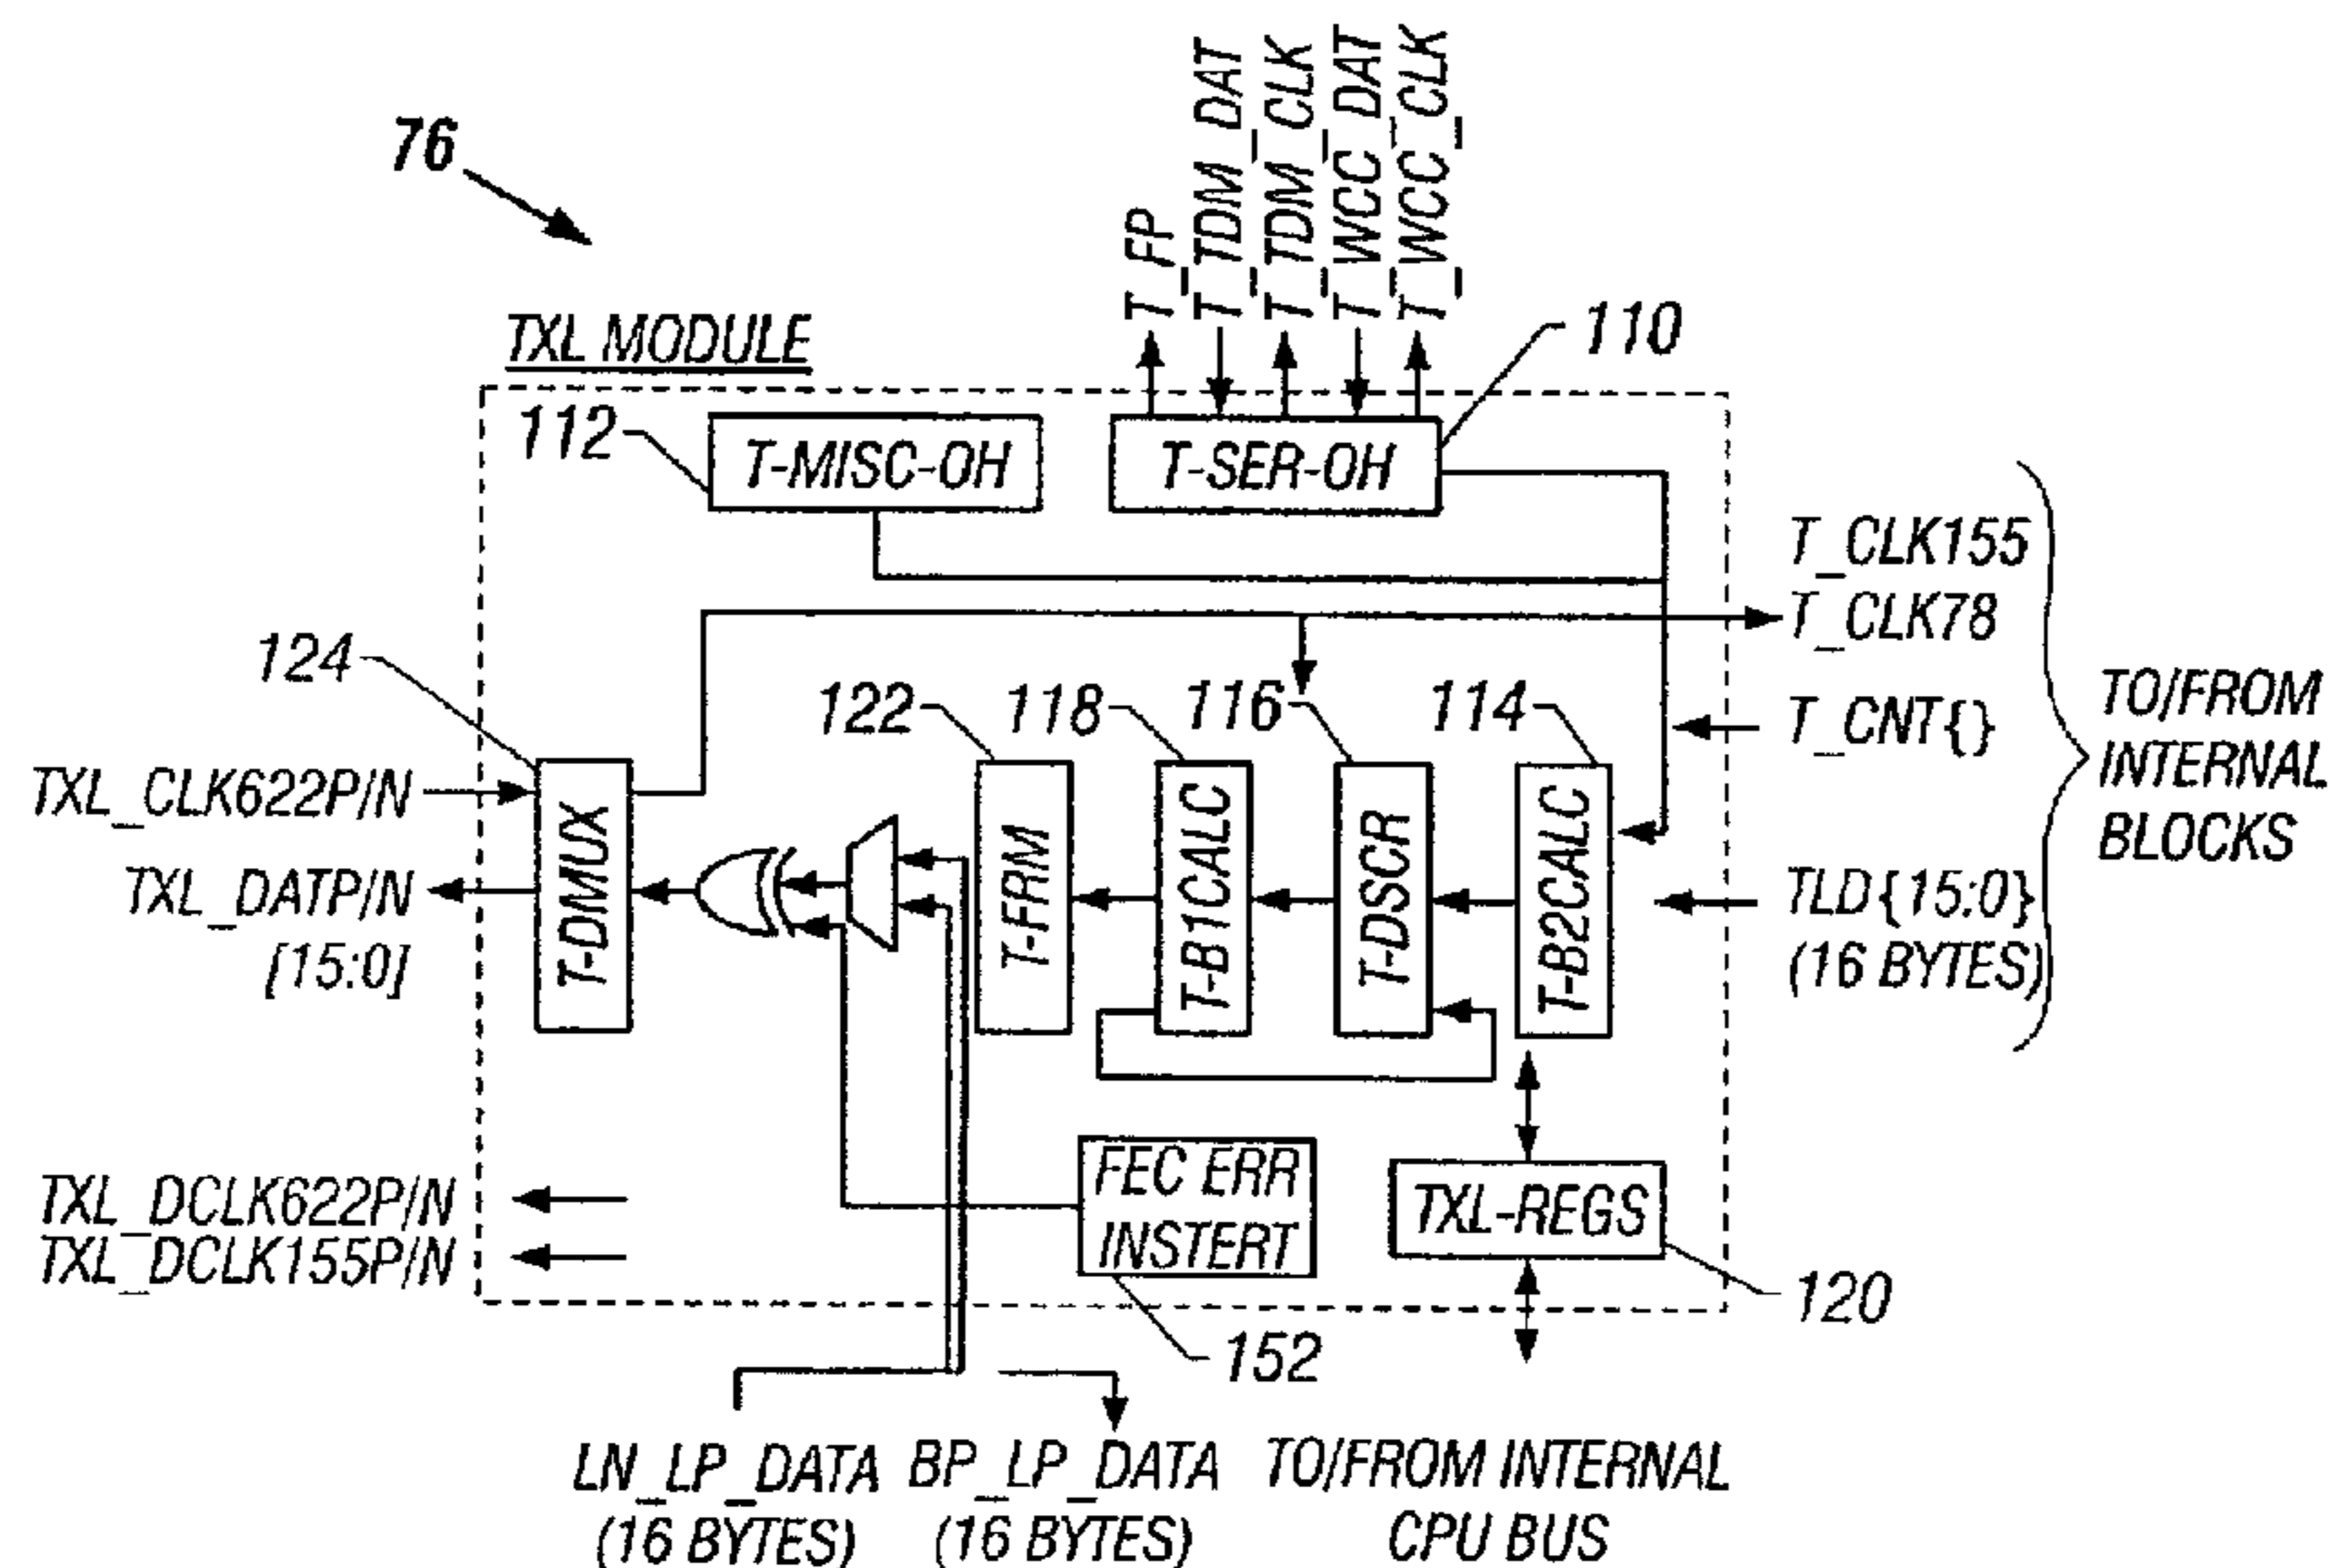 76
T_FP
T_TDM_DAT
T_TDM_CLK
T_WCC_DAT
T_WCC_CLK
TXL MODULE
110
112
T-MISC-OH
T-SER-OH
T_CLK155
T_CLK78
124
122
118
116
114
T_CNT{}
TO/FROM
INTERNAL
BLOCKS
TXL_CLK622P/N
TXL_DATP/N
[15:0]
T-DMUX
T-FRM
T-B1CALC
T-DSCR
T-B2CALC
TLD{15:0}
(16 BYTES)
TXL_DCLK622P/N
TXL_DCLK155P/N
FEC ERR
INSTERT
TXL-REGS
120
152
LN_LP_DATA
(16 BYTES)
BP_LP_DATA
(16 BYTES)
TO/FROM INTERNAL
CPU BUS